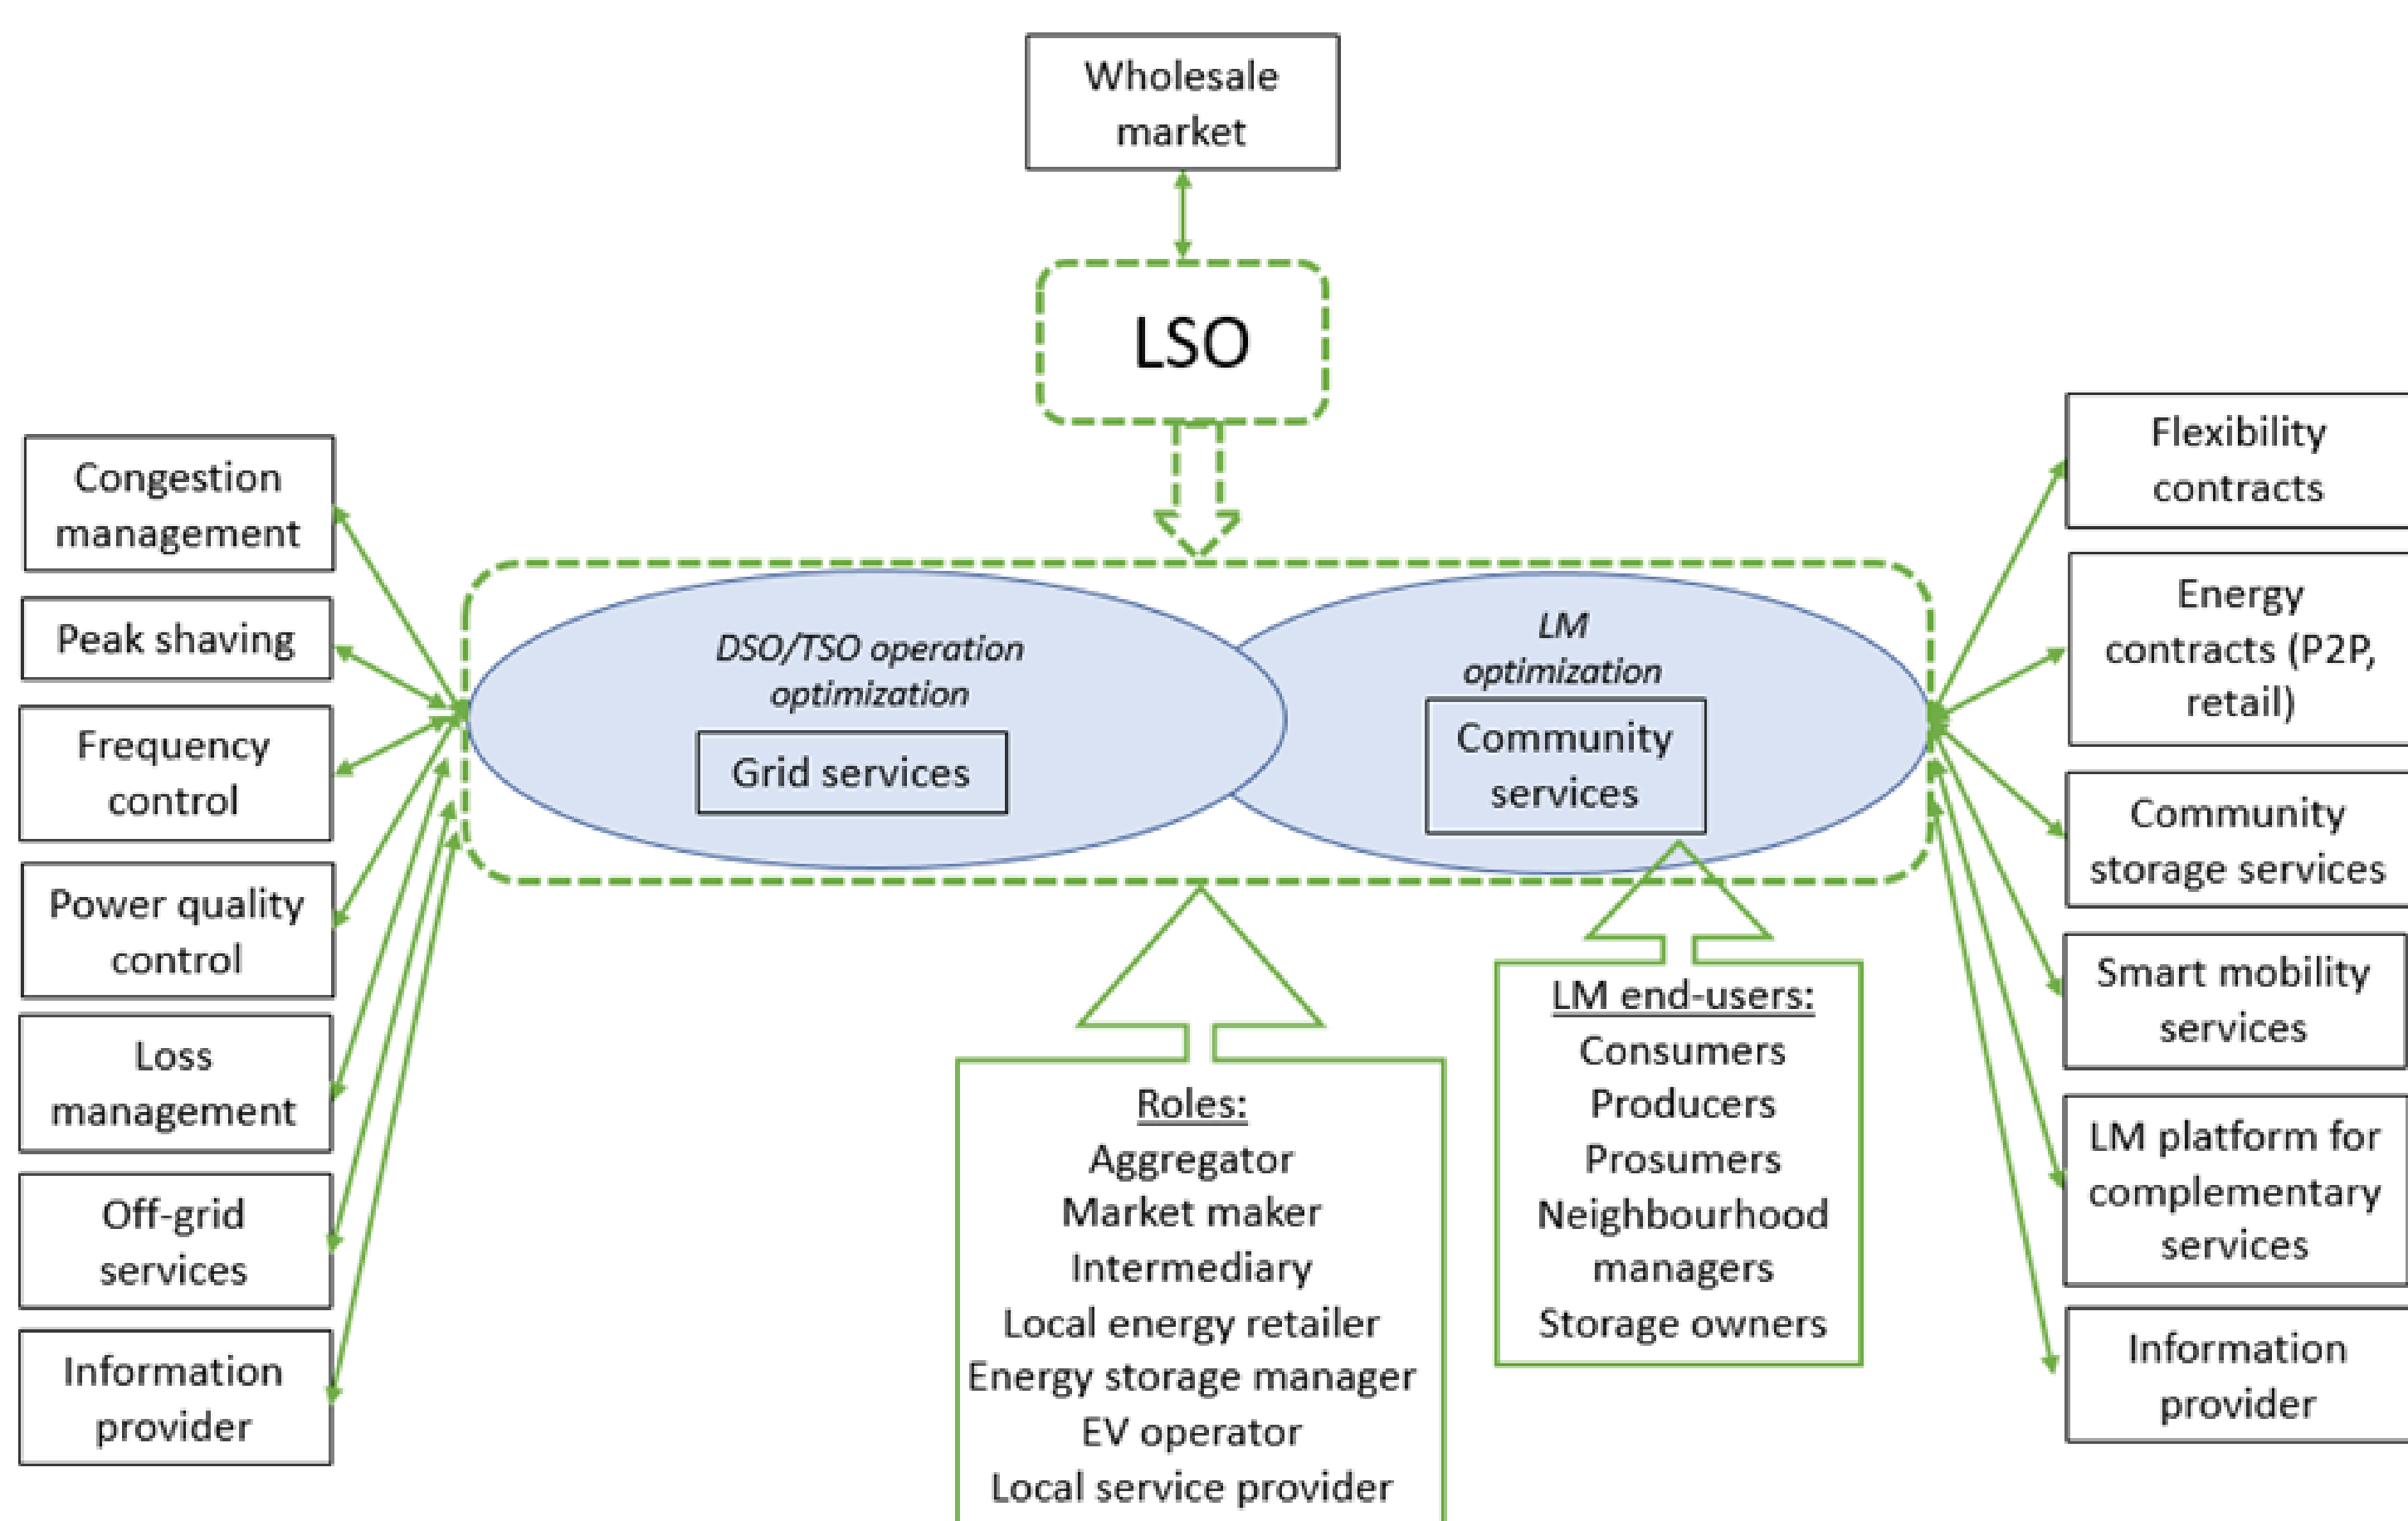 Wholesale
market
LSO
Congestion
management
Peak shaving
Frequency
control
Power quality
control
Loss
management
Off-grid
services
Information
provider
DSO/TSO operation
optimization
Grid services
LM
optimization
Community
services
Roles:
Aggregator
Market maker
Intermediary
Local energy retailer
Energy storage manager
EV operator
Local service provider
LM end-users:
Consumers
Producers
Prosumers
Neighbourhood
managers
Storage owners
Flexibility
contracts
Energy
contracts (P2P,
retail)
Community
storage services
Smart mobility
services
LM platform for
complementary
services
Information
provider